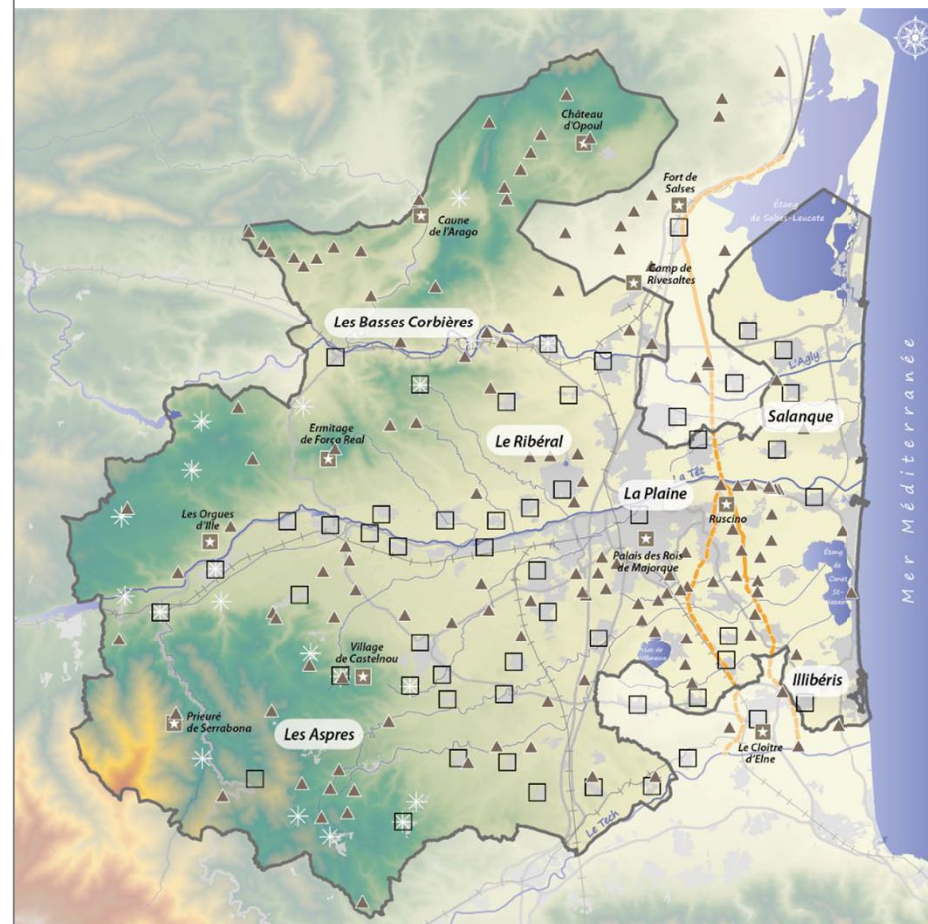 Château
d'Opoul
Fort de
Salses
Étang
de Salses-Leucate
Caune
de l'Arago
Camp de
Rivesaltes
Les Basses Corbières
L'Agly
Mer Méditerranée
Salanque
Ermitage
de Força Real
Le Ribéral
La Têt
La Plaine
Les Orgues
d'Ille
Ruscino
Palais des Rois
de Majorque
Étang
de Canet
St-
Nazaire
Village
de Castelnou
Illibéris
Prieuré
de Serrabona
Les Aspres
Le Cloitre
d'Elne
Le Tech